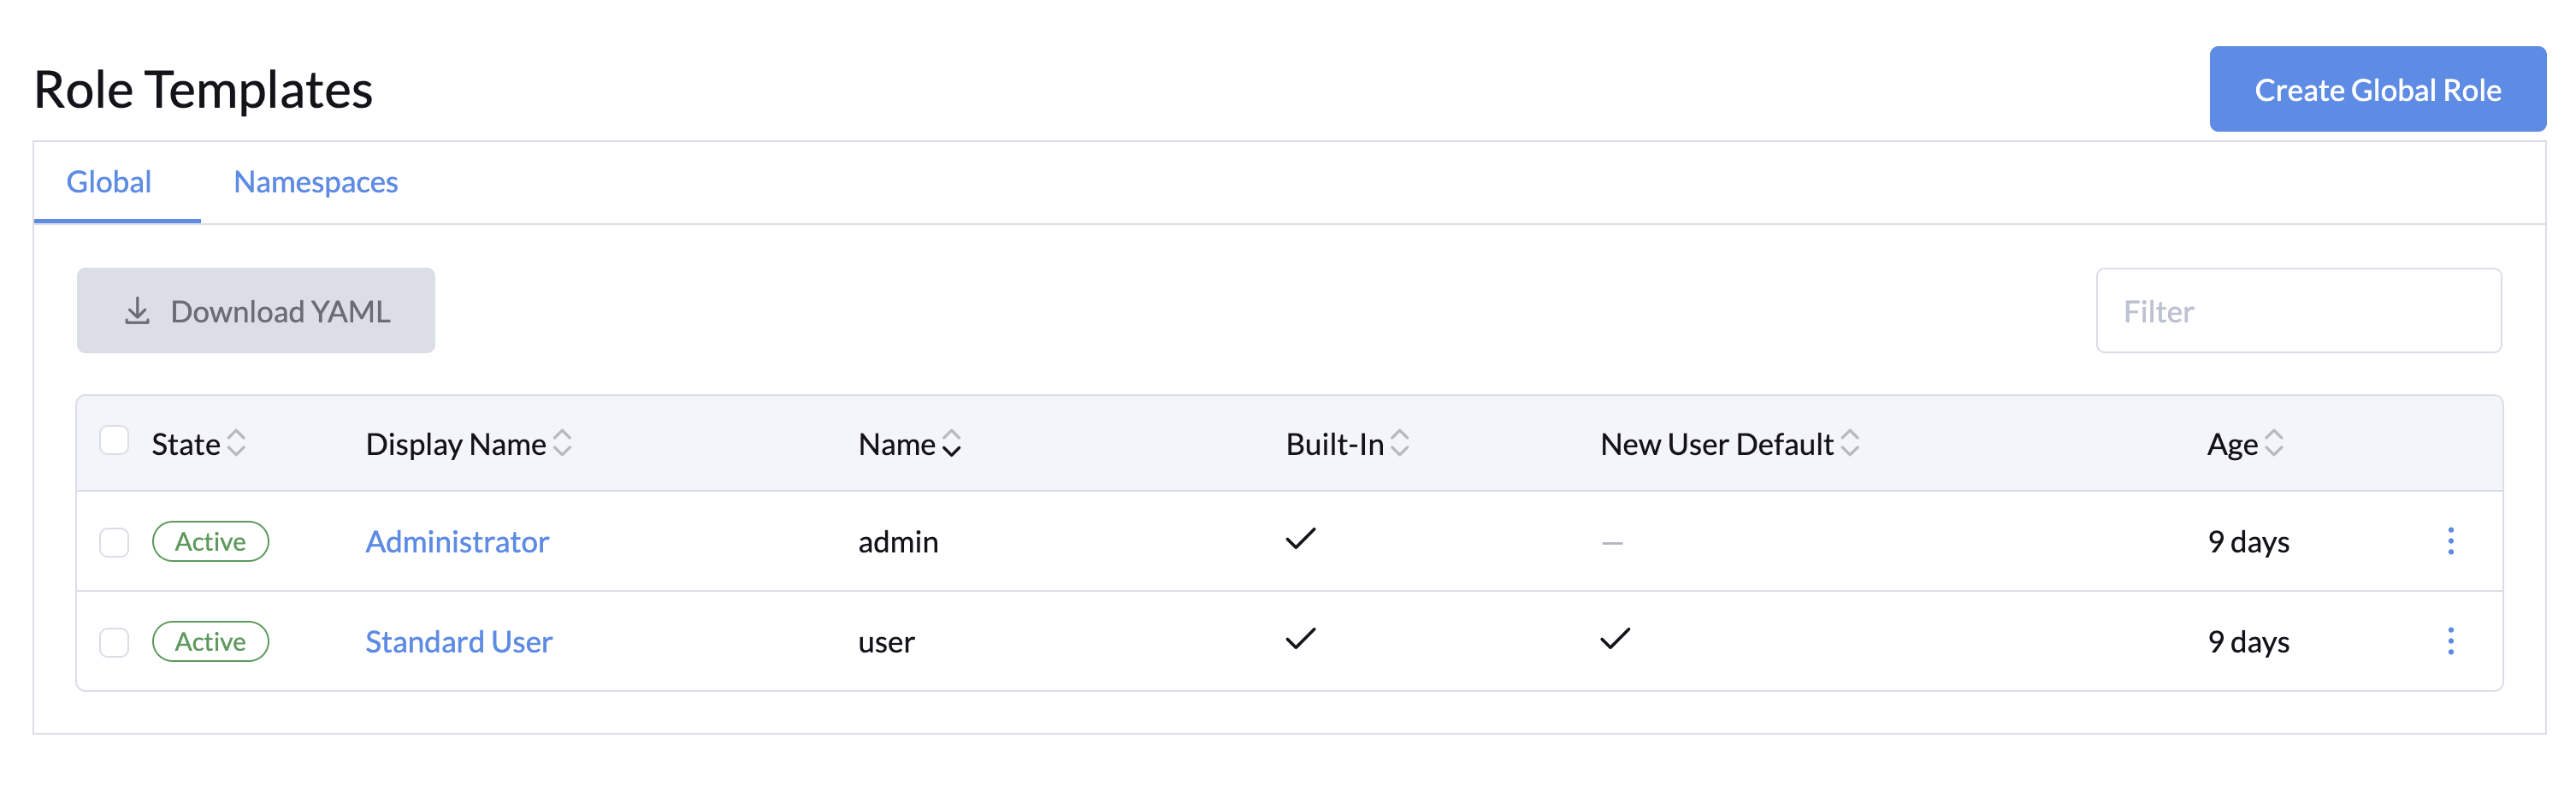 Role Templates
Create Global Role
Global Namespaces
Download YAML
Filter
State Display Name Name Built-In New User Default Age
Active Administrator admin — 9 days
Active Standard User user 9 days